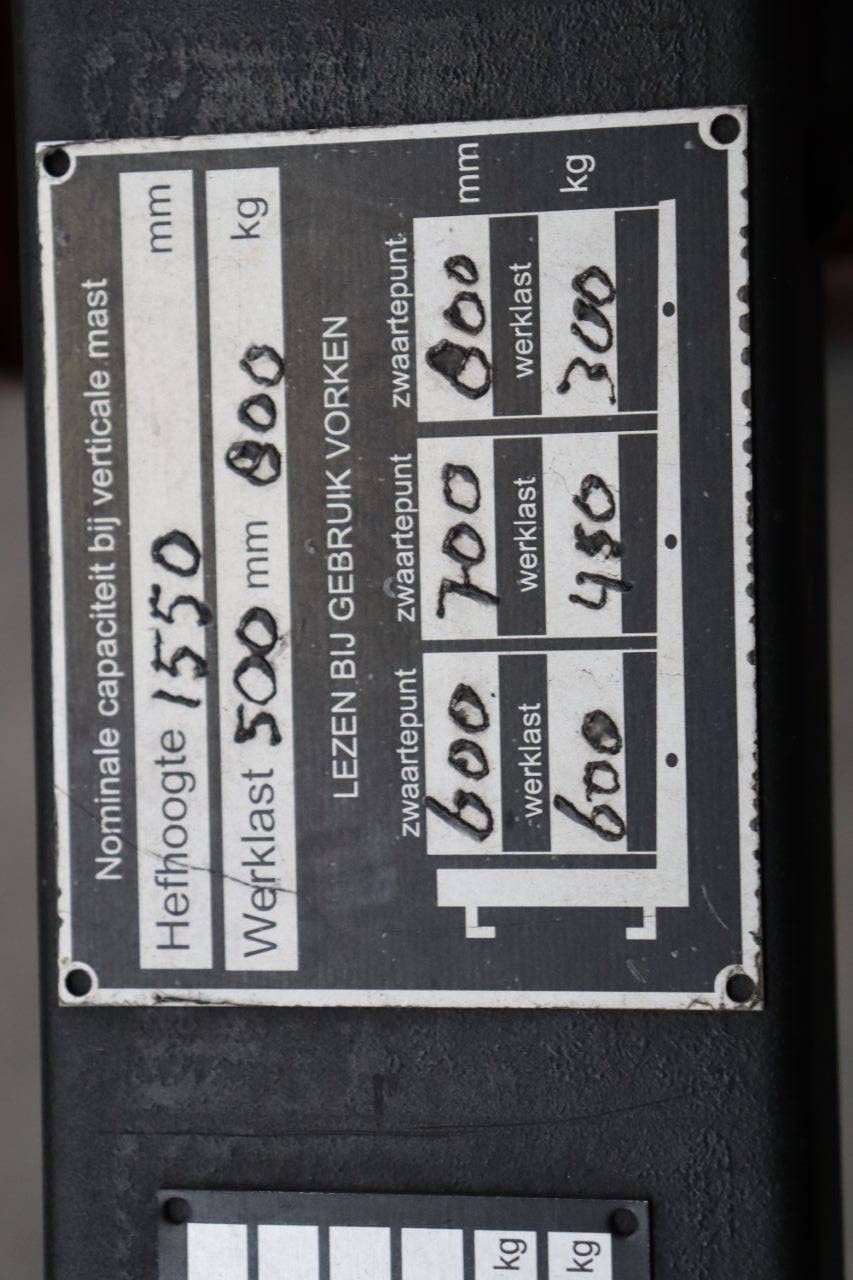 Nominale capaciteit bij verticale mast
Hefhoogte 1550 mm
Werklast 500 mm 800 kg
LEZEN BIJ GEBRUIK VORKEN
zwaartepunt zwaartepunt zwaartepunt
600 700 800 mm
werklast werklast werklast
600 450 300 kg
kg
kg